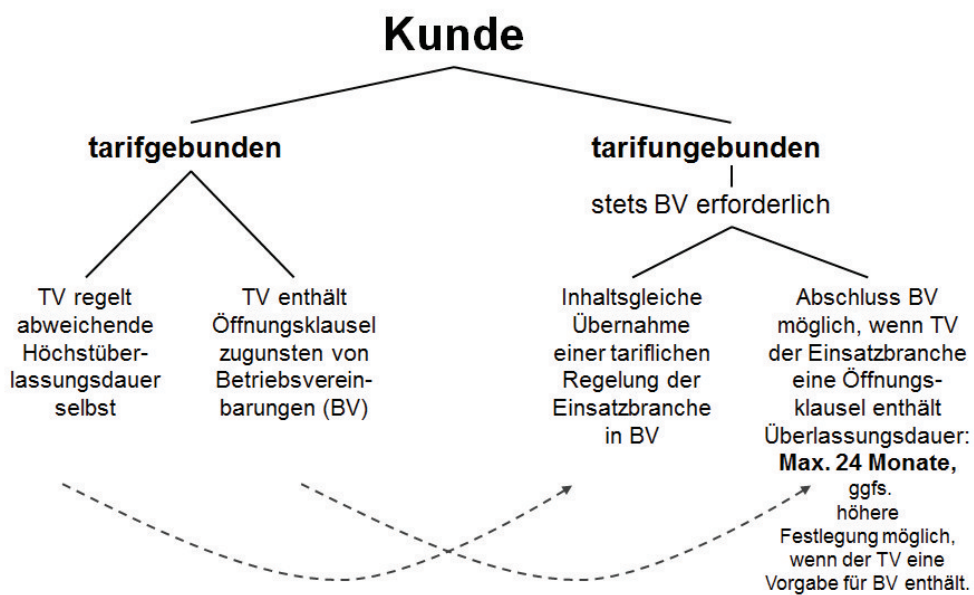 Kunde
tarifgebunden
tarifungebunden
stets BV erforderlich
TV regelt
abweichende
Höchstüber-
lassungsdauer
selbst
TV enthält
Öffnungsklausel
zugunsten von
Betriebsverein-
barungen (BV)
Inhaltsgleiche
Übernahme
einer tariflichen
Regelung der
Einsatzbranche
in BV
Abschluss BV
möglich, wenn TV
der Einsatzbranche
eine Öffnungs-
klausel enthält
Überlassungsdauer:
Max. 24 Monate,
ggfs.
höhere
Festlegung möglich,
wenn der TV eine
Vorgabe für BV enthält.